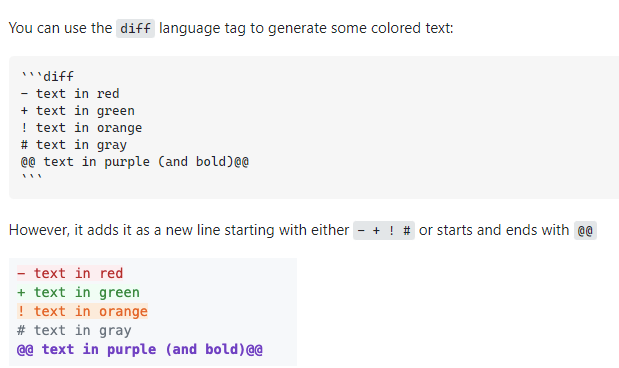 You can use the diff language tag to generate some colored text:
```diff
- text in red
+ text in green
! text in orange
# text in gray
@@ text in purple (and bold)@@
```
However, it adds it as a new line starting with either - + ! # or starts and ends with @@
- text in red
+ text in green
! text in orange
# text in gray
@@ text in purple (and bold)@@